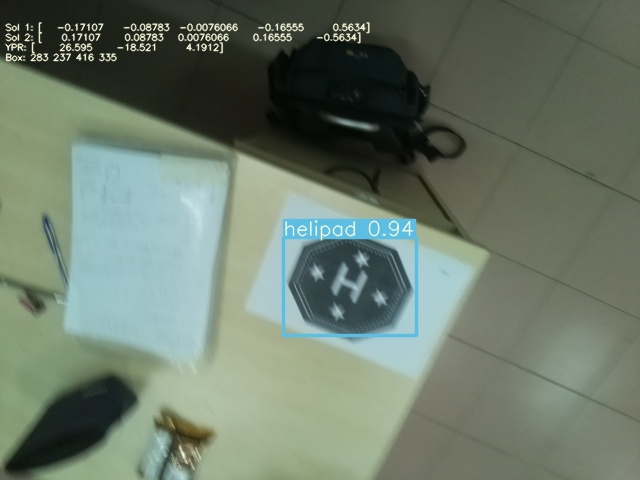 Sol 1: [ -0.17107 -0.08783 -0.0076066 -0.16555 0.5634]
Sol 2: [ 0.17107 0.08783 0.0076066 0.16555 -0.5634]
YPR: [ 26.595 -18.521 4.1912]
Box: 283 237 416 335
helipad 0.94
H